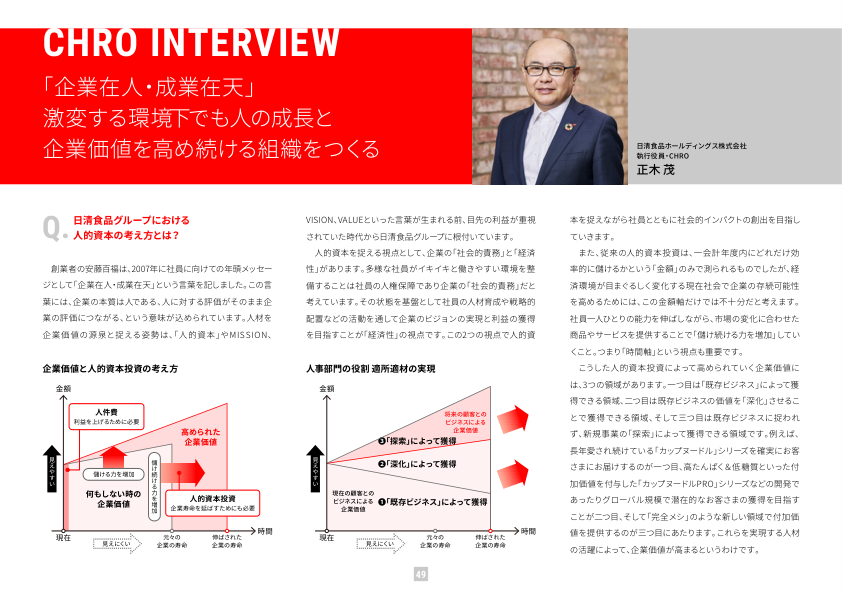 CHRO INTERVIEW
「企業在人・成業在天」
激変する環境下でも人の成長と
企業価値を高め続ける組織をつくる
日清食品ホールディングス株式会社
執行役員・CHRO
正木 茂
Q.
日清食品グループにおける
人的資本の考え方とは？
創業者の安藤百福は、2007年に社員に向けての年頭メッセー
ジとして「企業在人・成業在天」という言葉を記しました。この言
葉には、企業の本質は人である、人に対する評価がそのまま企
業の評価につながる、という意味が込められています。人材を
企業価値の源泉と捉える姿勢は、「人的資本」やMISSION、
VISION、VALUEといった言葉が生まれる前、目先の利益が重視
されていた時代から日清食品グループに根付いています。
人的資本を捉える視点として、企業の「社会的責務」と「経済
性」があります。多様な社員がイキイキと働きやすい環境を整
備することは社員の人権保障であり企業の「社会的責務」だと
考えています。その状態を基盤として社員の人材育成や戦略的
配置などの活動を通して企業のビジョンの実現と利益の獲得
を目指すことが「経済性」の視点です。この2つの視点で人的資
本を捉えながら社員とともに社会的インパクトの創出を目指し
ていきます。
また、従来の人的資本投資は、一会計年度内にどれだけ効
率的に儲けるかという「金額」のみで測られるものでしたが、経
済環境が目まぐるしく変化する現在社会で企業の存続可能性
を高めるためには、この金額軸だけでは不十分だと考えます。
社員一人ひとりの能力を伸ばしながら、市場の変化に合わせた
商品やサービスを提供することで「儲け続ける力を増加」してい
くこと。つまり「時間軸」という視点も重要です。
こうした人的資本投資によって高められていく企業価値に
は、3つの領域があります。一つ目は「既存ビジネス」によって獲
得できる領域、二つ目は既存ビジネスの価値を「深化」させるこ
とで獲得できる領域、そして三つ目は既存ビジネスに捉われ
ず、新規事業の「探索」によって獲得できる領域です。例えば、
長年愛され続けている「カップヌードル」シリーズを確実にお客
さまにお届けするのが一つ目、高たんぱく＆低糖質といった付
加価値を付与した「カップヌードルPRO」シリーズなどの開発で
あったりグローバル規模で潜在的なお客さまの獲得を目指す
ことが二つ目、そして「完全メシ」のような新しい領域で付加価
値を提供するのが三つ目にあたります。これらを実現する人材
の活躍によって、企業価値が高まるというわけです。
企業価値と人的資本投資の考え方
金額
人件費
利益を上げるために必要
高められた
企業価値
見えやすい
儲ける力を増加
儲け続ける力を増加
何もしない時の
企業価値
人的資本投資
企業寿命を延ばすためにも必要
時間
現在
見えにくい
元々の
企業の寿命
伸ばされた
企業の寿命
人事部門の役割 適所適材の実現
金額
将来の顧客との
ビジネスによる
企業価値
❸「探索」によって獲得
見えやすい
❷「深化」によって獲得
現在の顧客との
ビジネスによる
企業価値
❶「既存ビジネス」によって獲得
時間
現在
見えにくい
元々の
企業の寿命
伸ばされた
企業の寿命
49